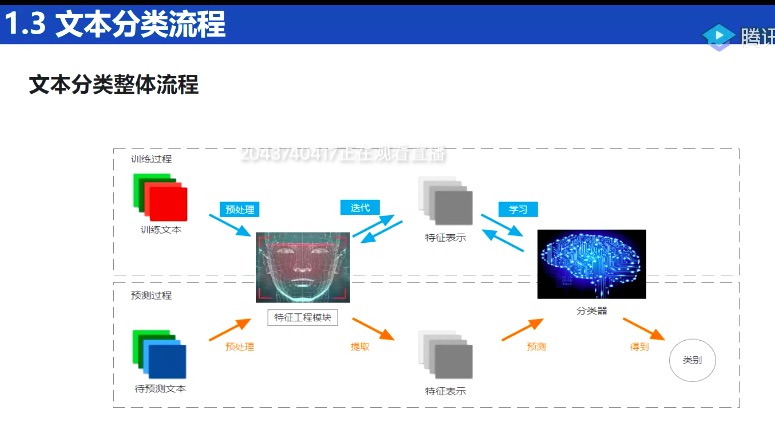 1.3 文本分类流程
腾讯
文本分类整体流程
2043740417正在观看直播
训练过程
预处理
迭代
学习
训练文本
特征表示
预测过程
特征工程模块
分类器
预处理
提取
预测
得到
类别
待预测文本
特征表示